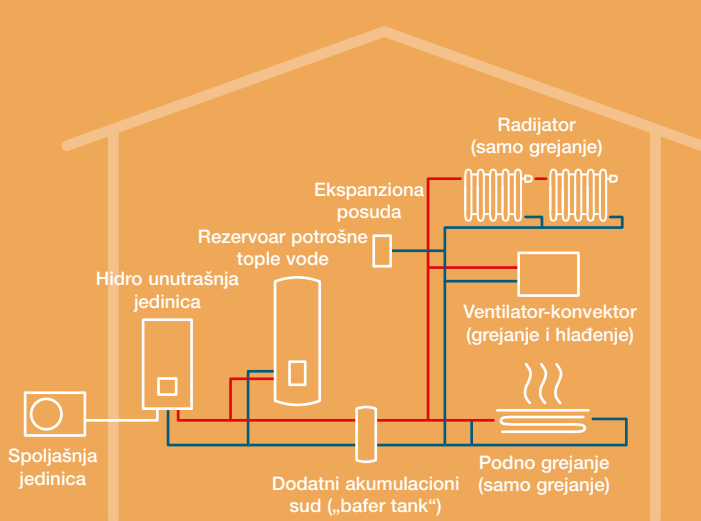 Radijator
(samo grejanje)
Ekspanziona
posuda
Rezervoar potrošne
tople vode
Hidro unutrašnja
jedinica
Ventilator-konvektor
(grejanje i hlađenje)
Spoljašnja
jedinica
Dodatni akumulacioni
sud („bafer tank“)
Podno grejanje
(samo grejanje)